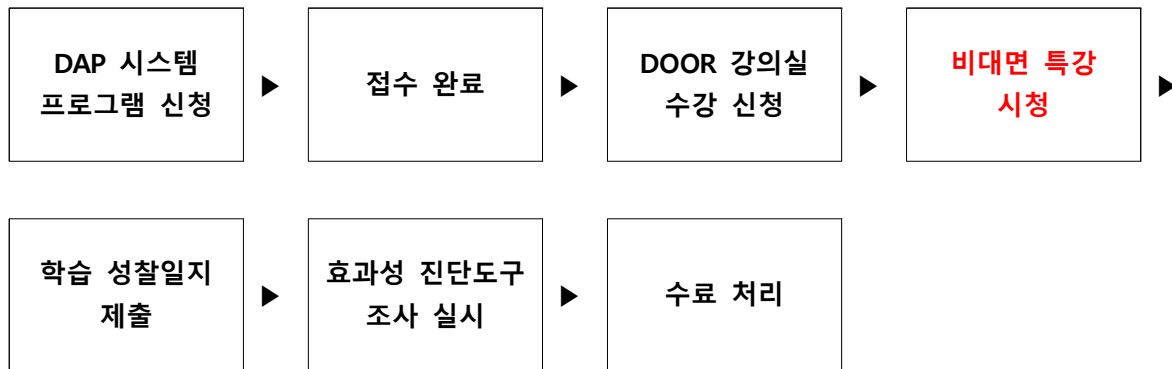 DAP 시스템
프로그램 신청
▶
접수 완료
▶
DOOR 강의실
수강 신청
▶
비대면 특강
시청
▶
학습 성찰일지
제출
▶
효과성 진단도구
조사 실시
▶
수료 처리